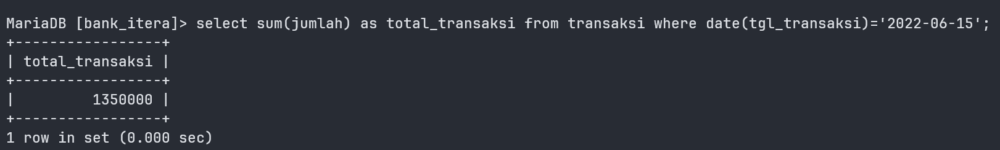 MariaDB [bank_itera]> select sum(jumlah) as total_transaksi from transaksi where date(tgl_transaksi)='2022-06-15';
+-----------------+
| total_transaksi |
+-----------------+
|         1350000 |
+-----------------+
1 row in set (0.000 sec)